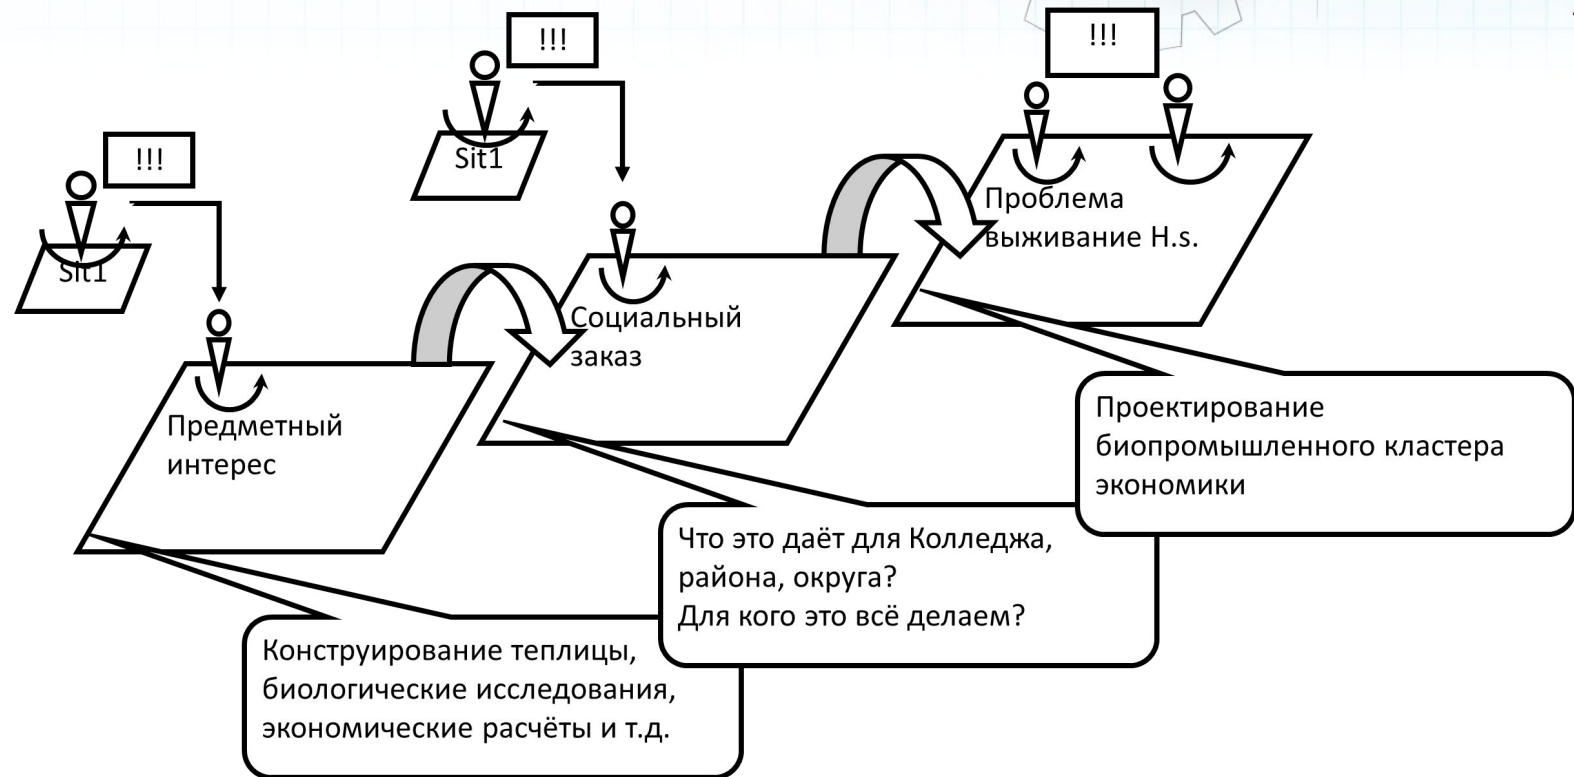 !!!
Sit1
Предметный
интерес
Конструирование теплицы,
биологические исследования,
экономические расчёты и т.д.
!!!
Sit1
Социальный
заказ
Что это даёт для Колледжа,
района, округа?
Для кого это всё делаем?
!!!
Проблема
выживание H.s.
Проектирование
биопромышленного кластера
экономики